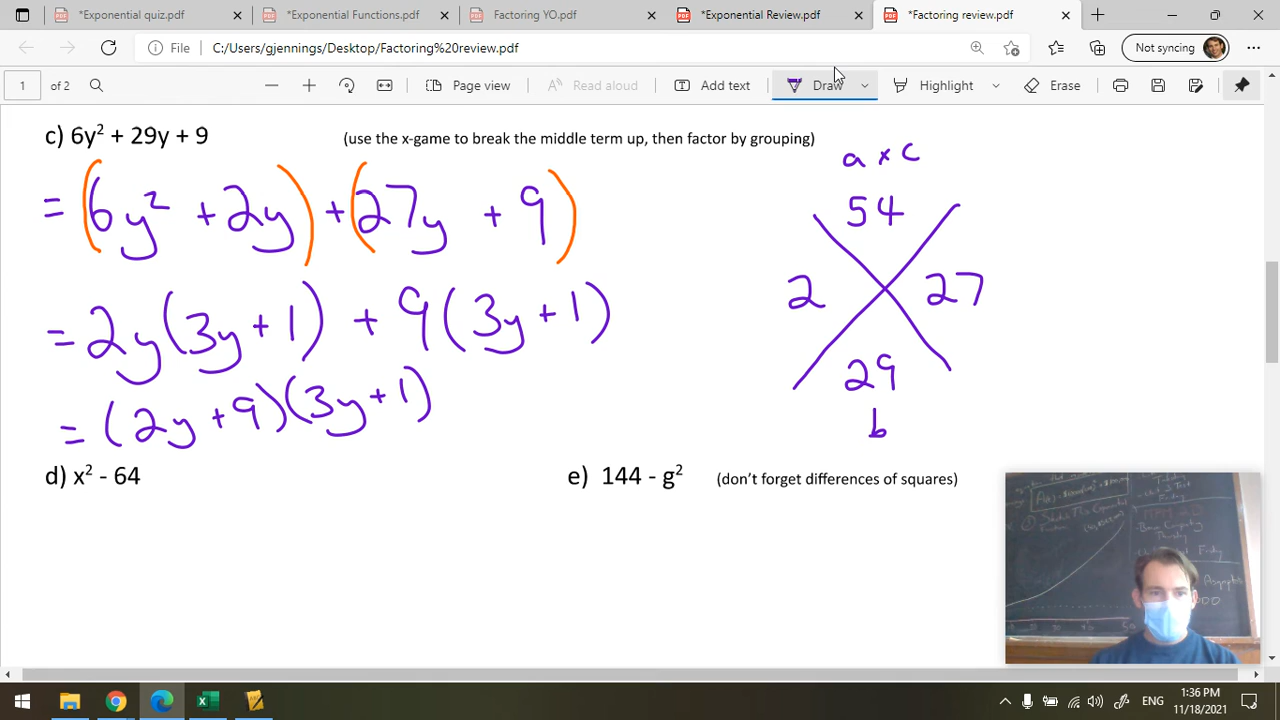 *Exponential quiz.pdf *Exponential Functions.pdf Factoring YO.pdf *Exponential Review.pdf *Factoring review.pdf
File C:/Users/gjennings/Desktop/Factoring%20review.pdf Not syncing
1 of 2 Page view Read aloud Add text Draw Highlight Erase
c) 6y² + 29y + 9 (use the x-game to break the middle term up, then factor by grouping)
a × c
= (6y² + 2y) + (27y + 9)
54
2 27
= 2y(3y + 1) + 9(3y + 1)
29
= (2y + 9)(3y + 1)
b
d) x² - 64 e) 144 - g² (don't forget differences of squares)
ENG
1:36 PM
11/18/2021